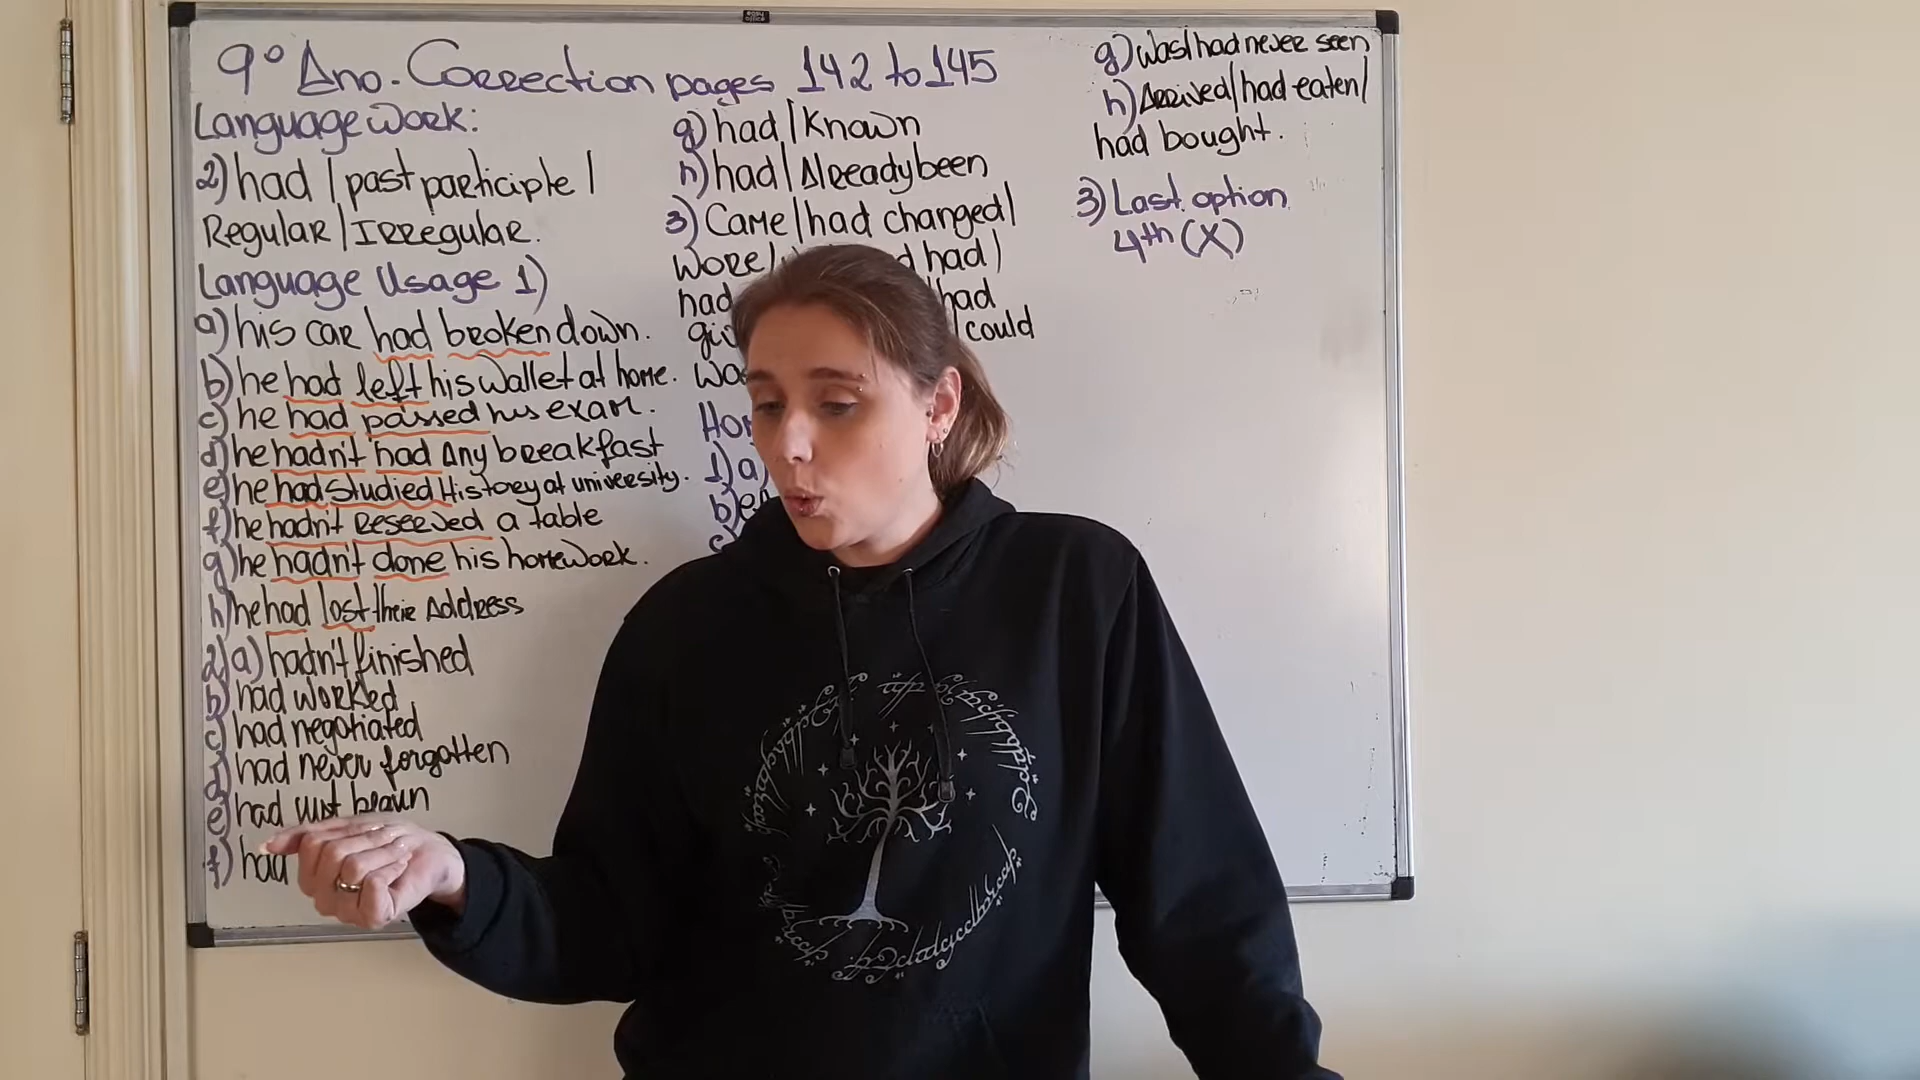 9º Ano. Correction pages 142 to 145
Language Work:
2) had / past participle /
Regular / Irregular.
Language Usage 1)
a) his car had broken down.
b) he had left his wallet at home.
c) he had passed his exam.
d) he hadn't had any breakfast
e) he had studied History at university.
f) he hadn't reserved a table
g) he hadn't done his homework.
h) he had lost their address
2) a) hadn't finished
b) had worked
c) had negotiated
d) had never forgotten
e) had just begun
f) had
g) had / known
h) had / Already been
3) Came / had changed /
Wore / had /
had had
could
1) a)
b)
c)
g) was / had never seen
h) Arrived / had eaten /
had bought.
3) Last option
4th (X)
easy
office